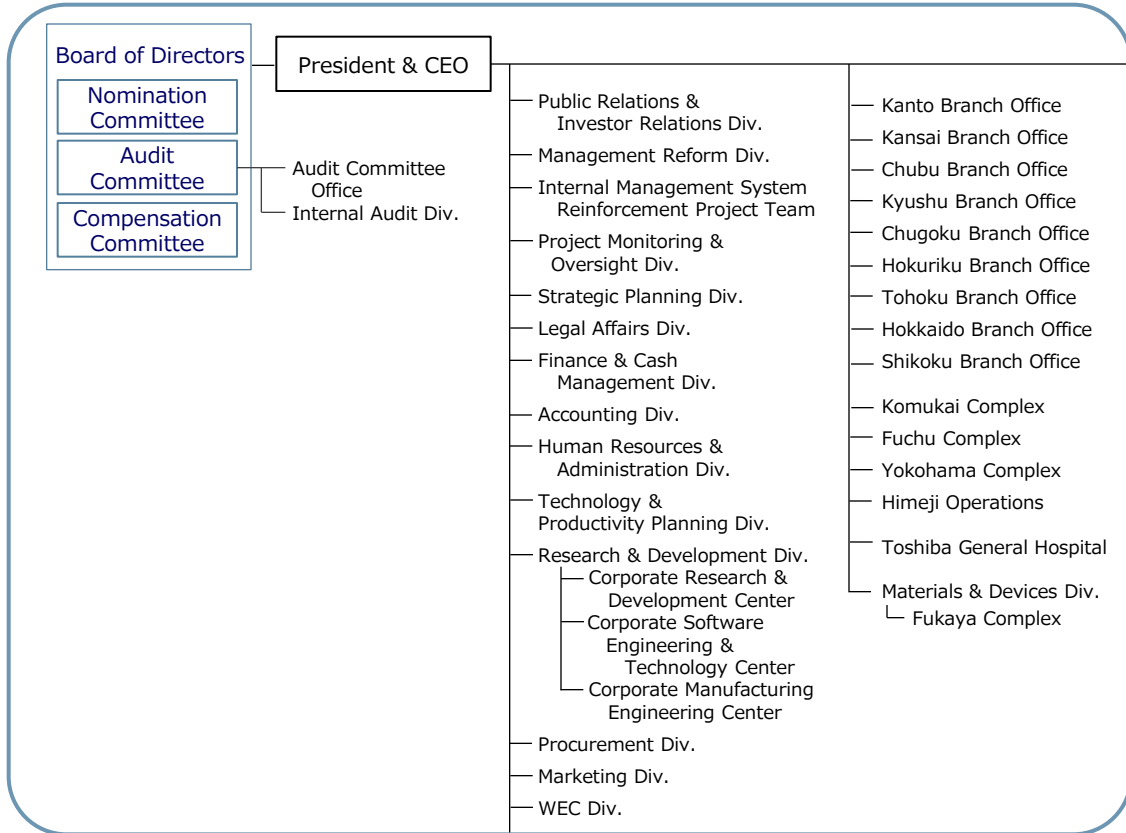 Board of Directors
Nomination
Committee
Audit
Committee
Compensation
Committee
President & CEO
Audit Committee
Office
Internal Audit Div.
Public Relations &
Investor Relations Div.
Management Reform Div.
Internal Management System
Reinforcement Project Team
Project Monitoring &
Oversight Div.
Strategic Planning Div.
Legal Affairs Div.
Finance & Cash
Management Div.
Accounting Div.
Human Resources &
Administration Div.
Technology &
Productivity Planning Div.
Research & Development Div.
Corporate Research &
Development Center
Corporate Software
Engineering &
Technology Center
Corporate Manufacturing
Engineering Center
Procurement Div.
Marketing Div.
WEC Div.
Kanto Branch Office
Kansai Branch Office
Chubu Branch Office
Kyushu Branch Office
Chugoku Branch Office
Hokuriku Branch Office
Tohoku Branch Office
Hokkaido Branch Office
Shikoku Branch Office
Komukai Complex
Fuchu Complex
Yokohama Complex
Himeji Operations
Toshiba General Hospital
Materials & Devices Div.
Fukaya Complex